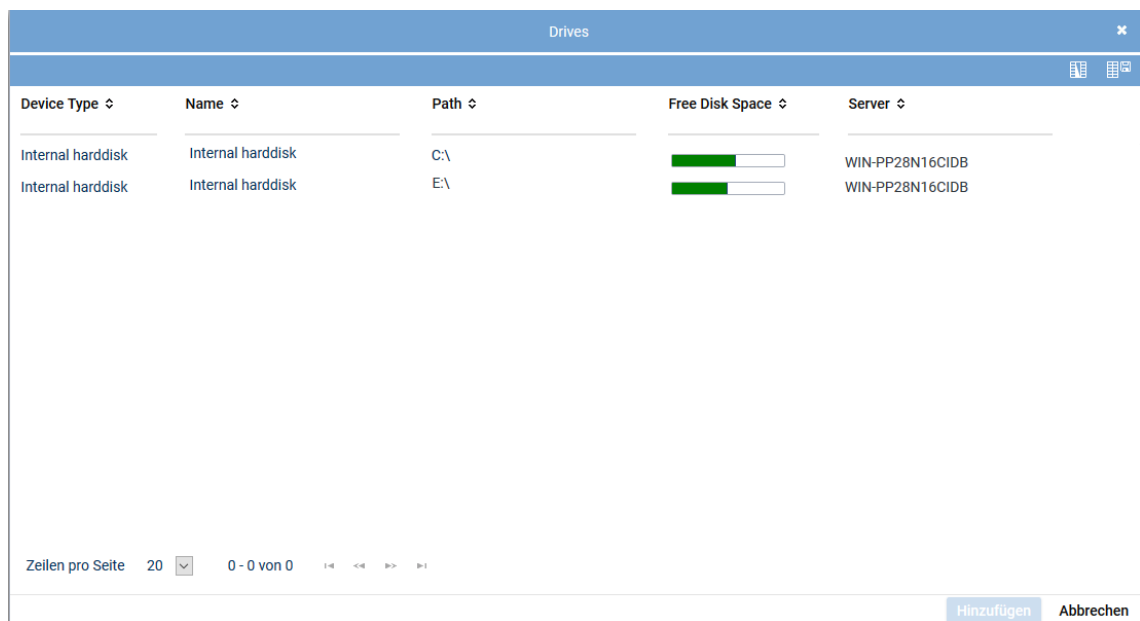 Drives
Device Type Name Path Free Disk Space Server
Internal harddisk Internal harddisk C:\ WIN-PP28N16CIDB
Internal harddisk Internal harddisk E:\ WIN-PP28N16CIDB
Zeilen pro Seite 20 0 - 0 von 0
Hinzufügen Abbrechen